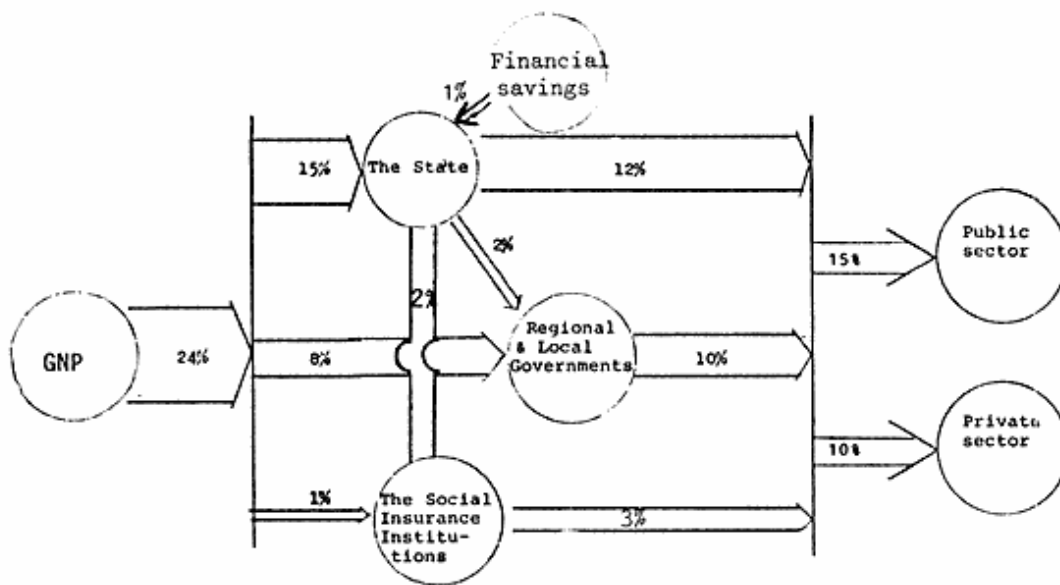 Financial
savings
1%
15%
The State
12%
2%
Public
sector
15%
2%
GNP
24%
8%
Regional
& Local
Governments
10%
Private
sector
10%
1%
The Social
Insurance
Institu-
tions
3%